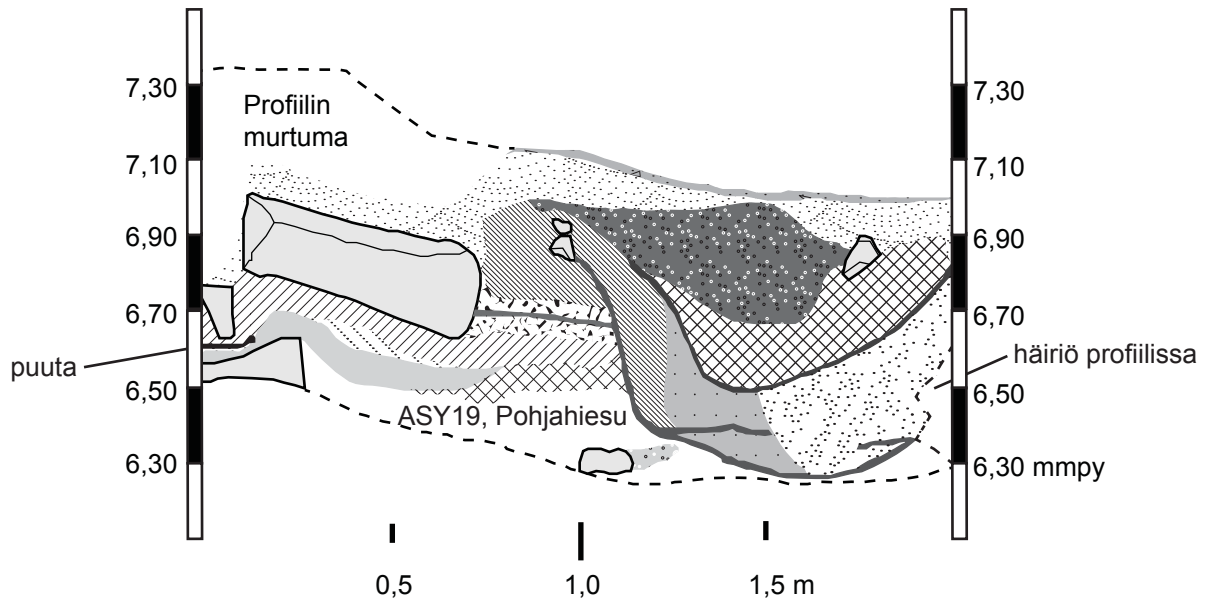 7,30
7,30
Profiilin
murtuma
7,10
7,10
6,90
6,90
6,70
6,70
puuta
häiriö profiilissa
6,50
6,50
ASY19, Pohjahiesu
6,30
6,30 mmpy
0,5
1,0
1,5 m